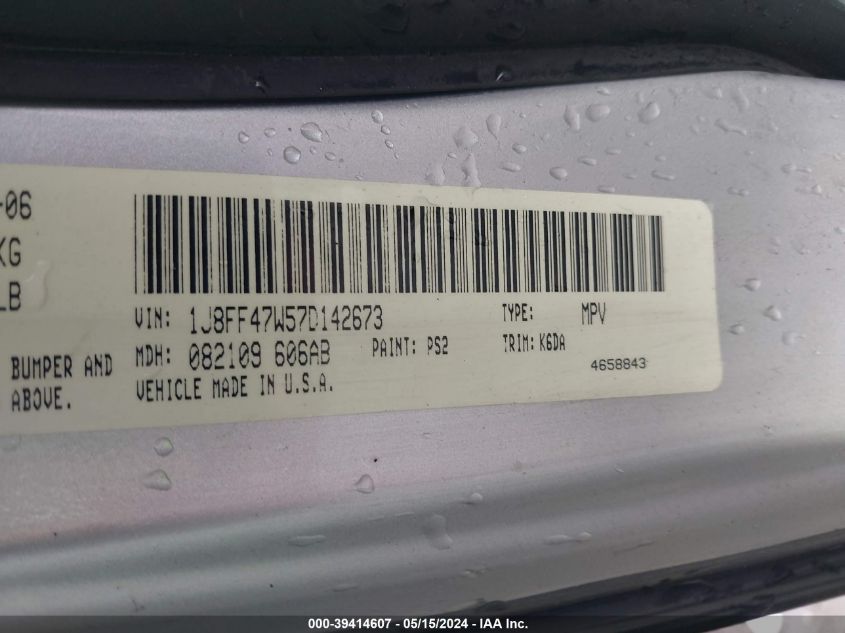 -06
KG
LB
VIN: 1J8FF47W57D142673 TYPE: MPV
BUMPER AND MDH: 082109 606AB PAINT: PS2 TRIM: K6DA
ABOVE. VEHICLE MADE IN U.S.A. 4658843
000-39414607 - 05/15/2024 - IAA Inc.